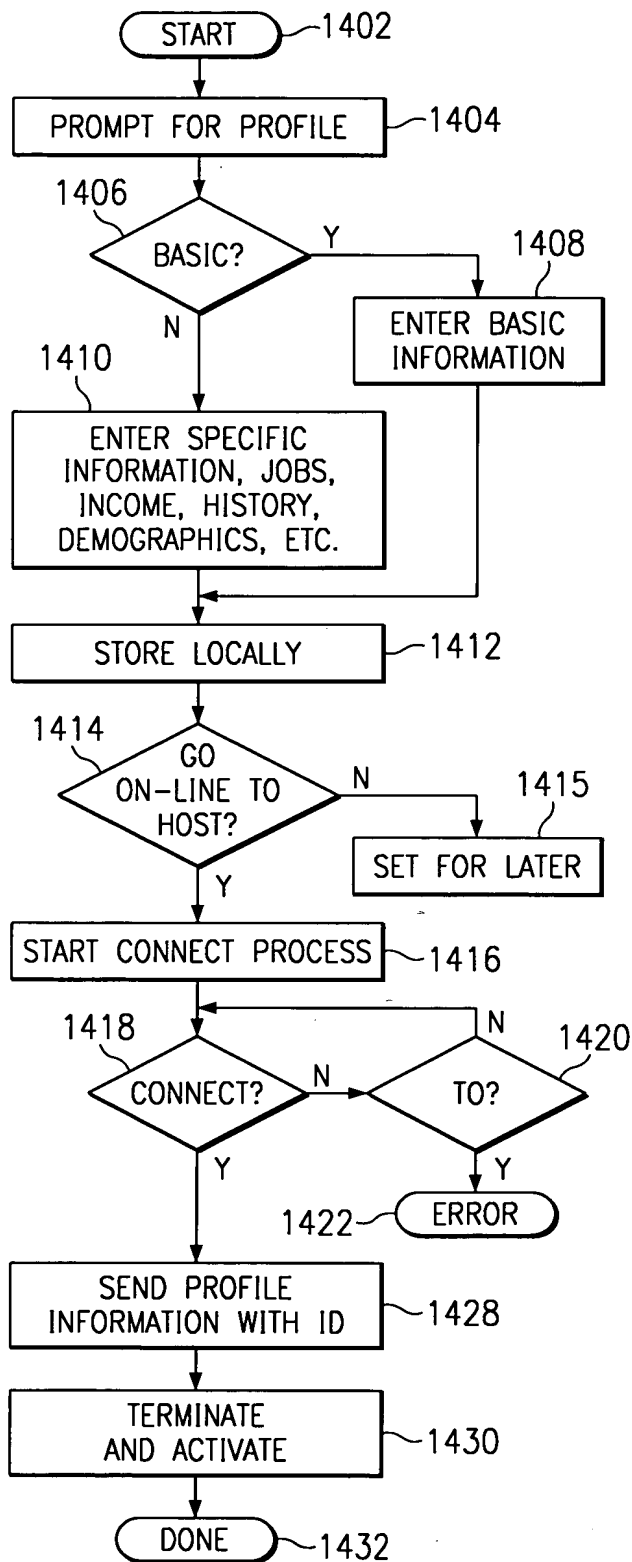 START
1402
PROMPT FOR PROFILE
1404
1406
BASIC?
Y
N
1408
ENTER BASIC
INFORMATION
1410
ENTER SPECIFIC
INFORMATION, JOBS,
INCOME, HISTORY,
DEMOGRAPHICS, ETC.
STORE LOCALLY
1412
1414
GO
ON-LINE TO
HOST?
N
Y
1415
SET FOR LATER
START CONNECT PROCESS
1416
1418
CONNECT?
N
Y
N
1420
TO?
Y
1422
ERROR
SEND PROFILE
INFORMATION WITH ID
1428
TERMINATE
AND ACTIVATE
1430
DONE
1432